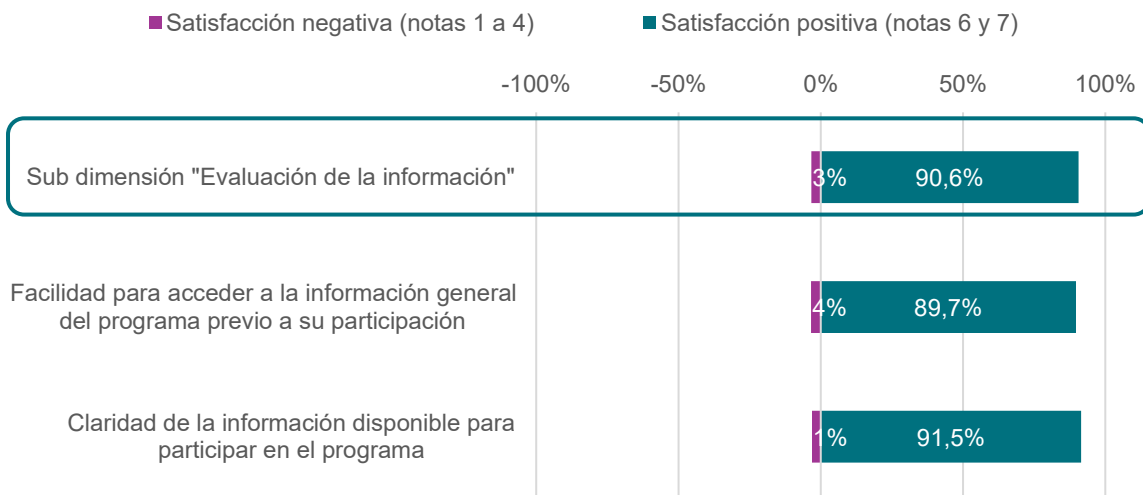 Satisfacción negativa (notas 1 a 4) Satisfacción positiva (notas 6 y 7)
-100% -50% 0% 50% 100%
Sub dimensión "Evaluación de la información" 3% 90,6%
Facilidad para acceder a la información general
del programa previo a su participación 4% 89,7%
Claridad de la información disponible para
participar en el programa 1% 91,5%